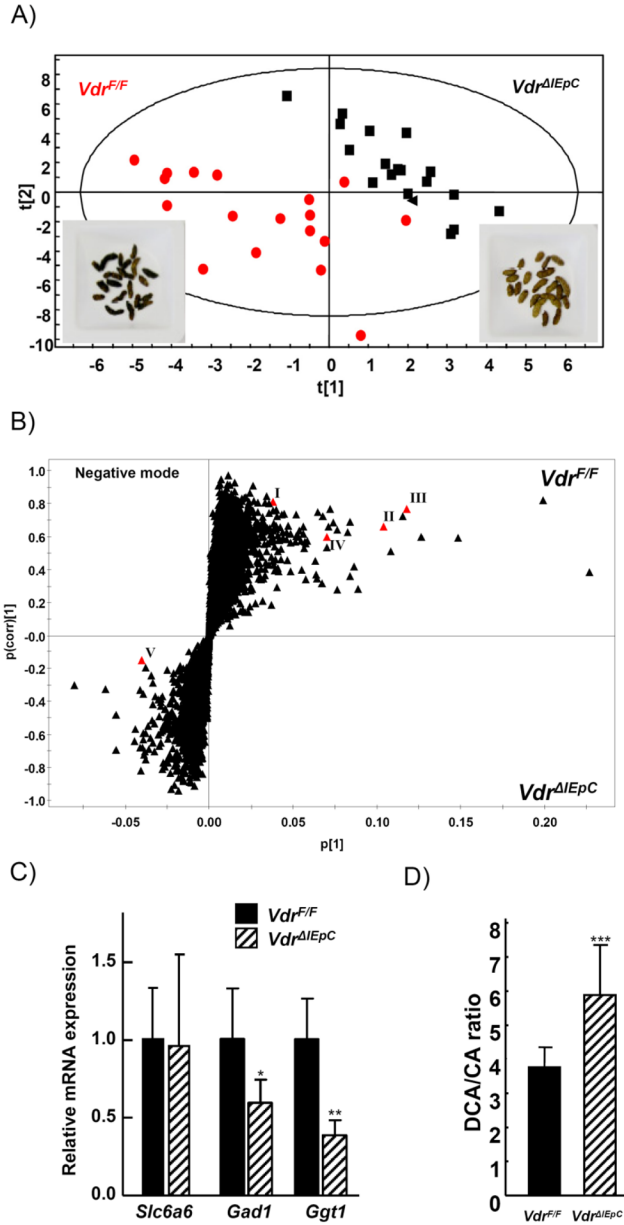 A)
Vdr^F/F
Vdr^ΔIEpC
8
6
4
2
0
-2
-4
-6
-8
-10
t[2]
-6 -5 -4 -3 -2 -1 0 1 2 3 4 5 6
t[1]
B)
Negative mode
Vdr^F/F
I
II
III
IV
V
1.0
0.8
0.6
0.4
0.2
-0.0
-0.2
-0.4
-0.6
-0.8
-1.0
p(corr)[1]
Vdr^ΔIEpC
-0.05 0.00 0.05 0.10 0.15 0.20
p[1]
C)
Vdr^F/F
Vdr^ΔIEpC
Relative mRNA expression
1.5
1.0
0.5
0.0
*
**
Slc6a6 Gad1 Ggt1
D)
DCA/CA ratio
8
7
6
5
4
3
2
1
0
***
Vdr^F/F Vdr^ΔIEpC